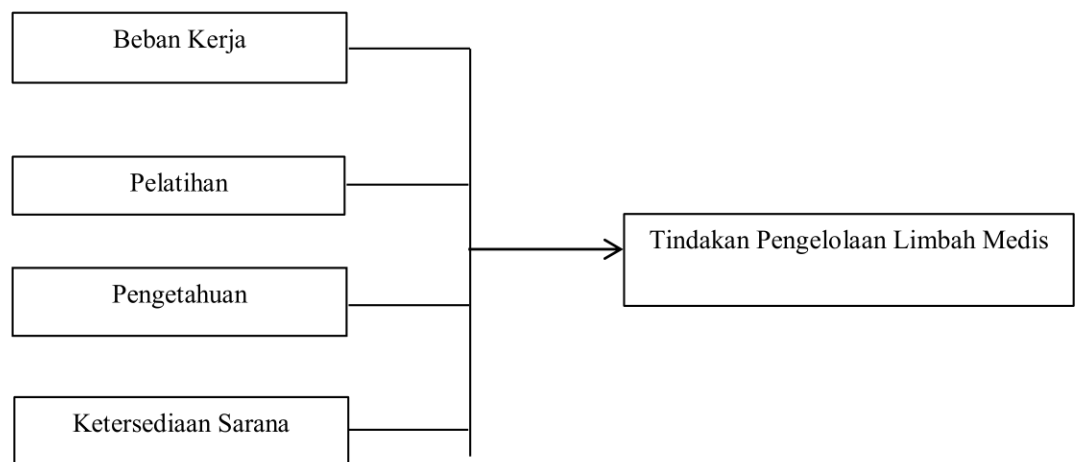 Beban Kerja
Pelatihan
Pengetahuan
Ketersediaan Sarana
Tindakan Pengelolaan Limbah Medis